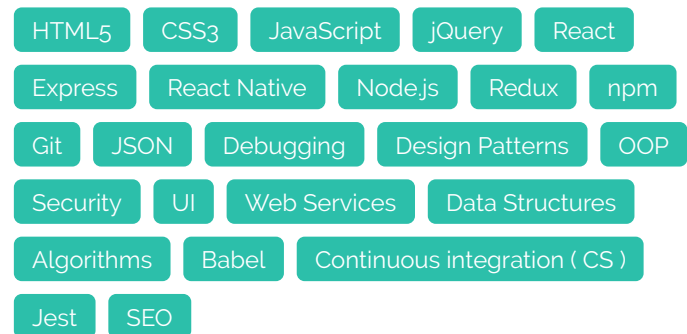 HTML5 CSS3 JavaScript jQuery React
Express React Native Node.js Redux npm
Git JSON Debugging Design Patterns OOP
Security UI Web Services Data Structures
Algorithms Babel Continuous integration ( CS )
Jest SEO